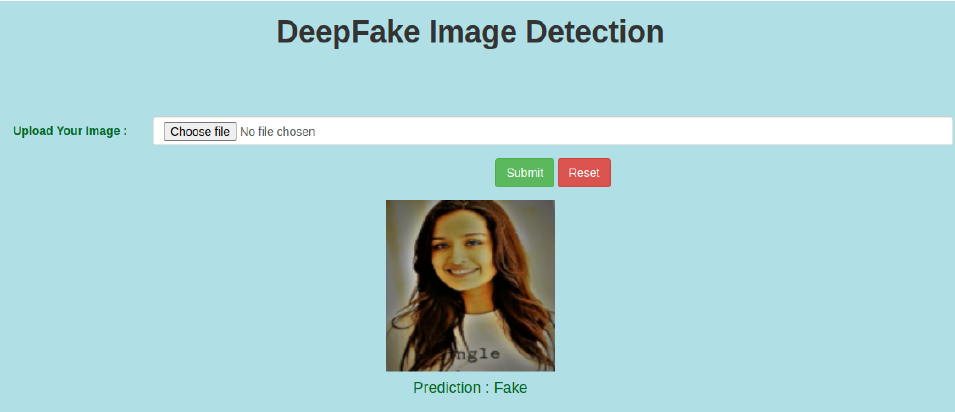 DeepFake Image Detection
Upload Your Image : Choose file No file chosen
Submit Reset
Prediction : Fake